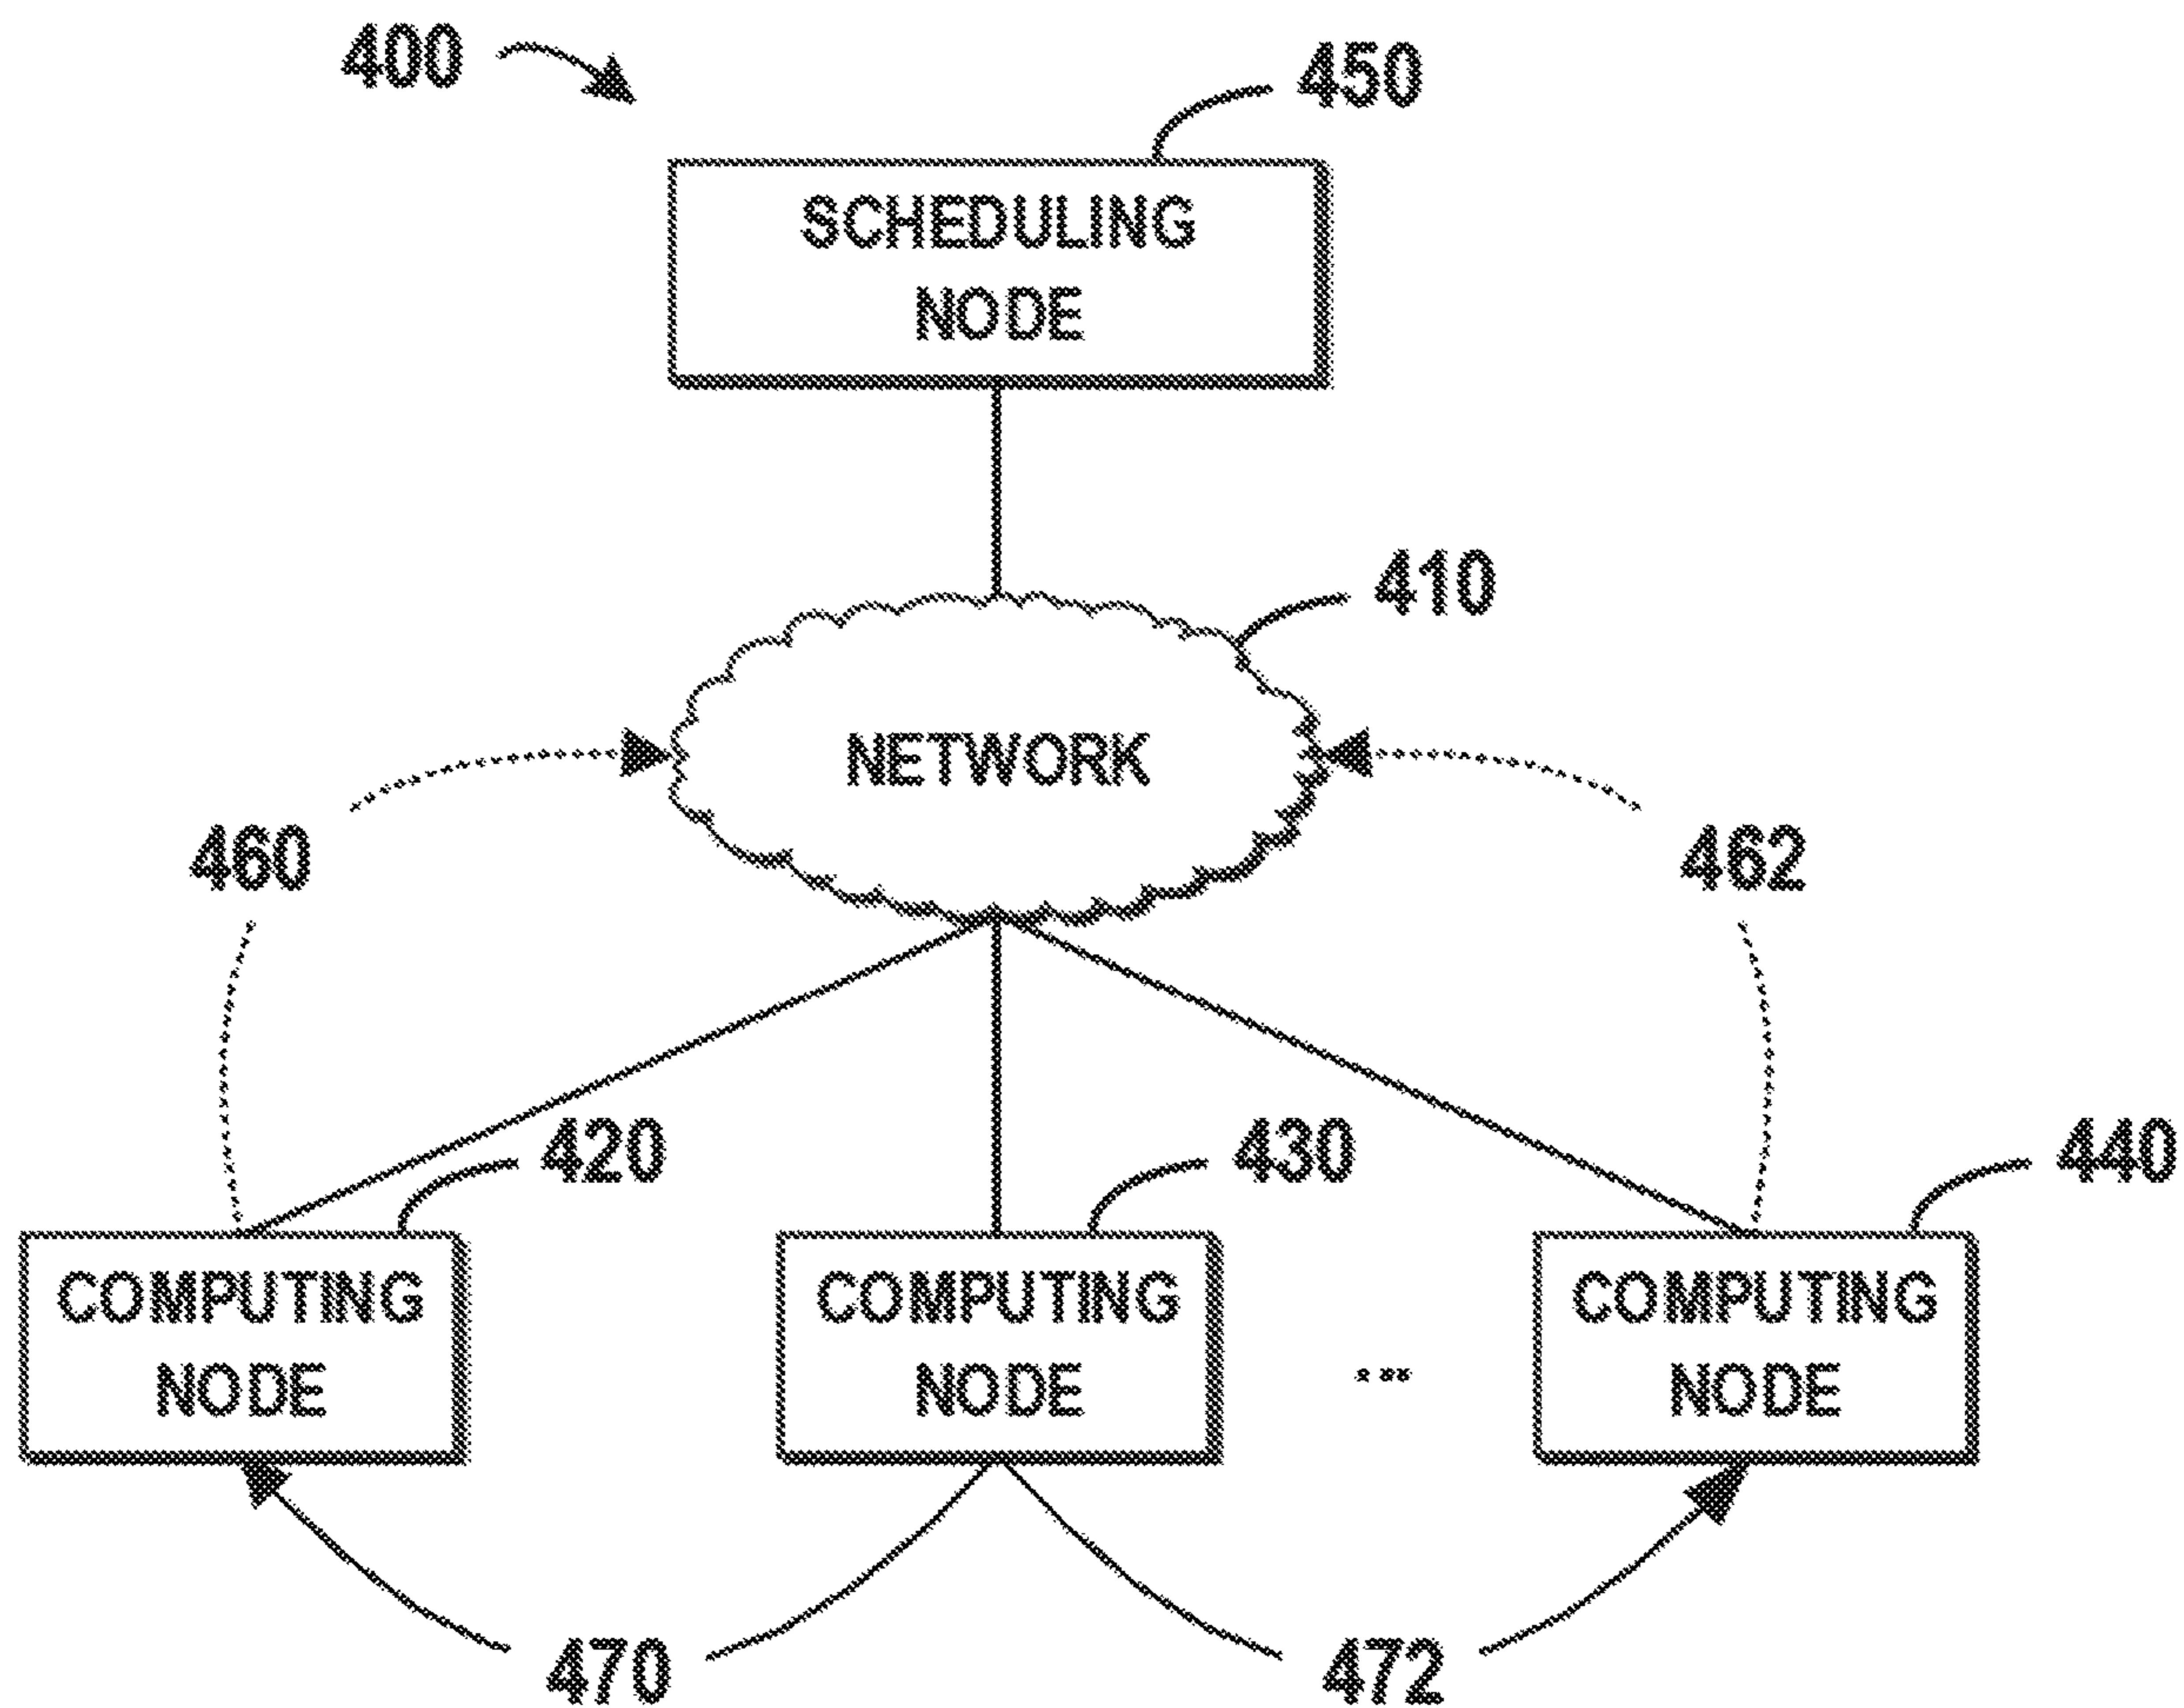 400
450
SCHEDULING
NODE
410
NETWORK
460
462
420
430
440
COMPUTING
NODE
COMPUTING
NODE
...
COMPUTING
NODE
470
472